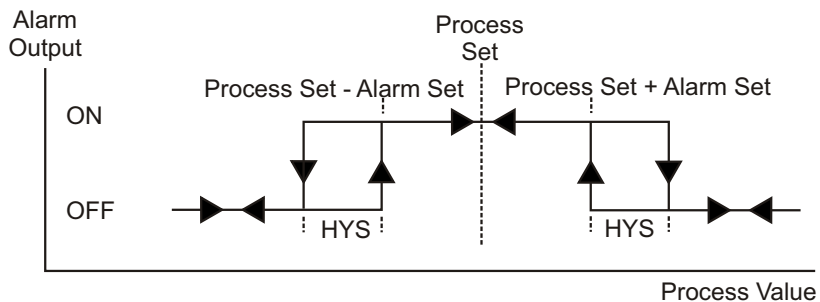 Alarm
Output
Process
Set
Process Set - Alarm Set
Process Set + Alarm Set
ON
OFF
HYS
HYS
Process Value